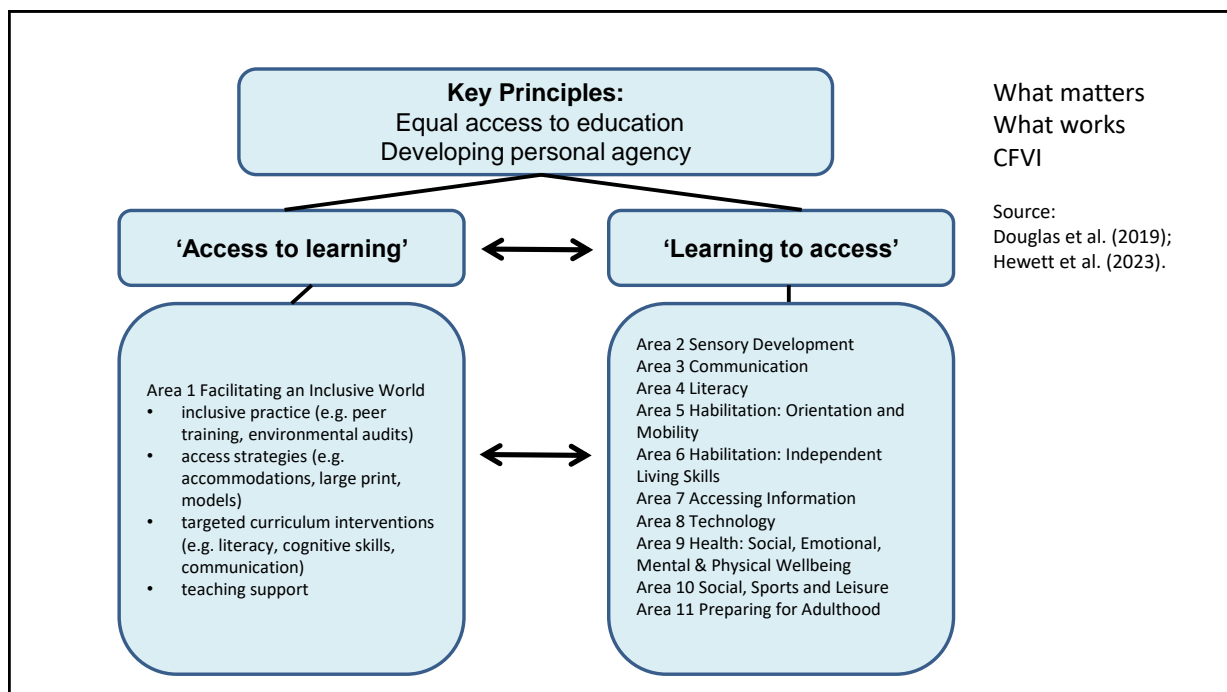 Key Principles:
Equal access to education
Developing personal agency
What matters
What works
CFVI
Source:
Douglas et al. (2019);
Hewett et al. (2023).
‘Access to learning’
‘Learning to access’
Area 1 Facilitating an Inclusive World
• inclusive practice (e.g. peer
training, environmental audits)
• access strategies (e.g.
accommodations, large print,
models)
• targeted curriculum interventions
(e.g. literacy, cognitive skills,
communication)
• teaching support
Area 2 Sensory Development
Area 3 Communication
Area 4 Literacy
Area 5 Habilitation: Orientation and
Mobility
Area 6 Habilitation: Independent
Living Skills
Area 7 Accessing Information
Area 8 Technology
Area 9 Health: Social, Emotional,
Mental & Physical Wellbeing
Area 10 Social, Sports and Leisure
Area 11 Preparing for Adulthood